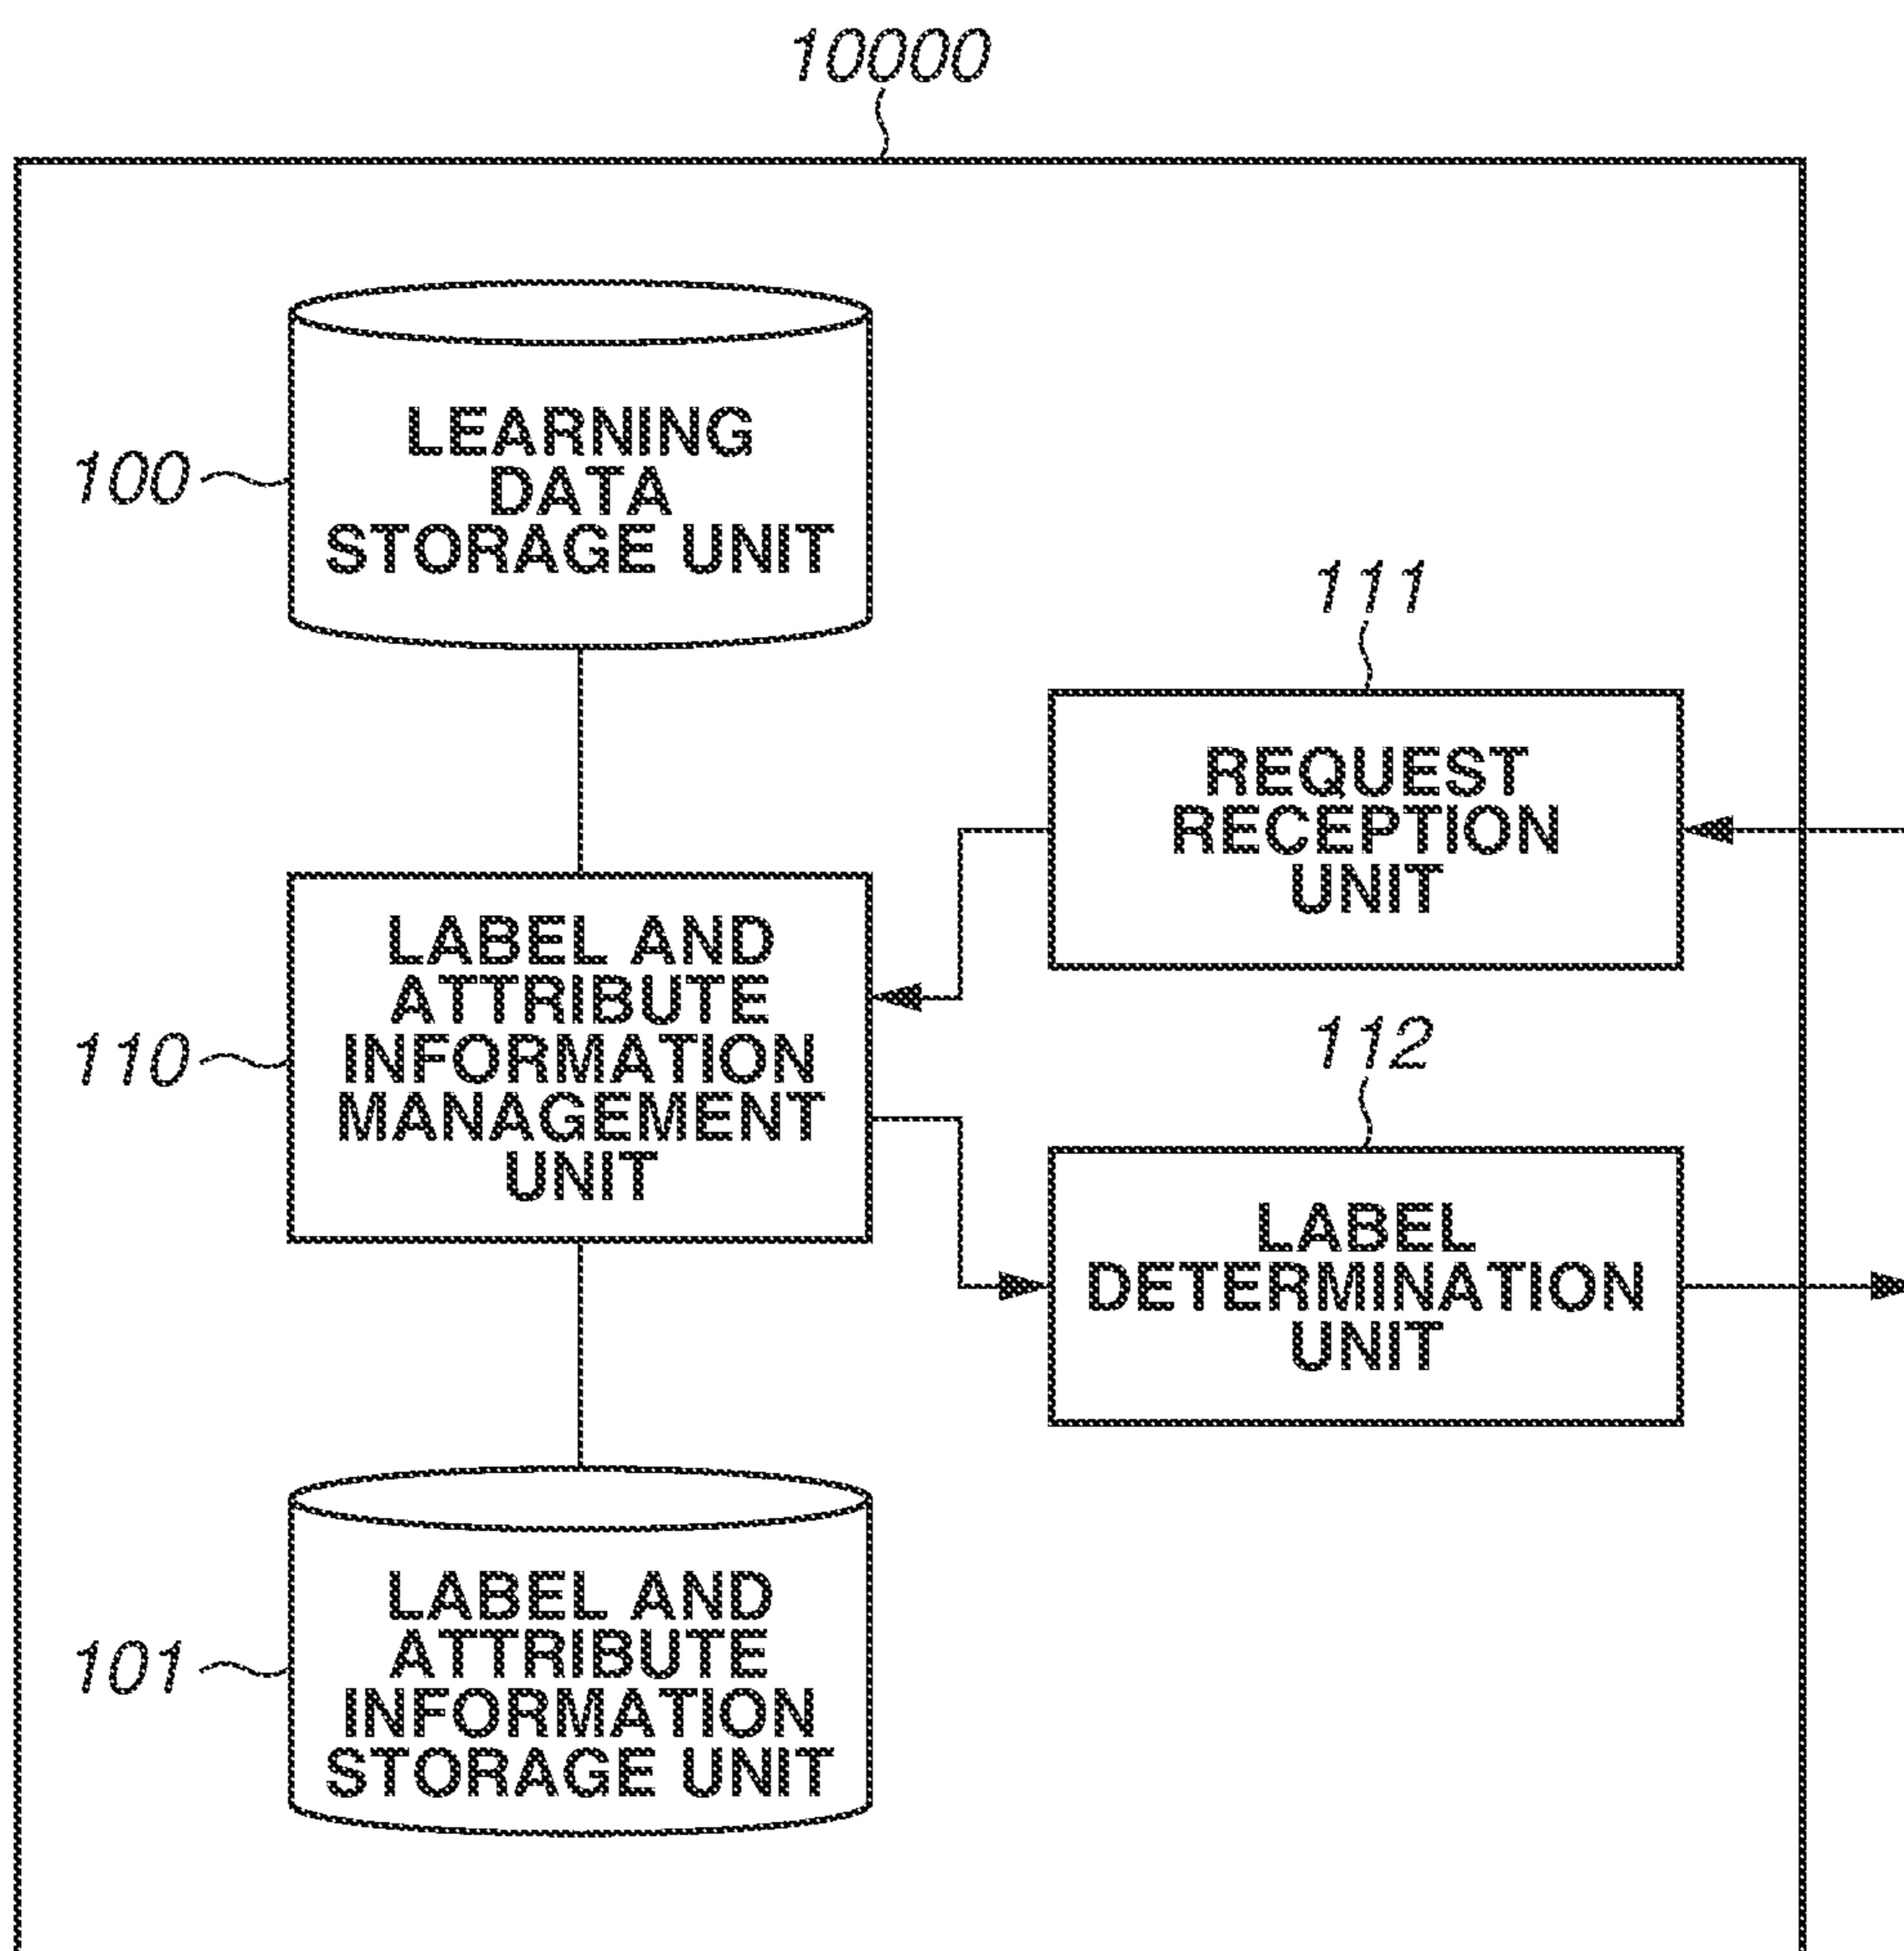 10000
100
LEARNING
DATA
STORAGE UNIT
111
REQUEST
RECEPTION
UNIT
110
LABEL AND
ATTRIBUTE
INFORMATION
MANAGEMENT
UNIT
112
LABEL
DETERMINATION
UNIT
101
LABEL AND
ATTRIBUTE
INFORMATION
STORAGE UNIT